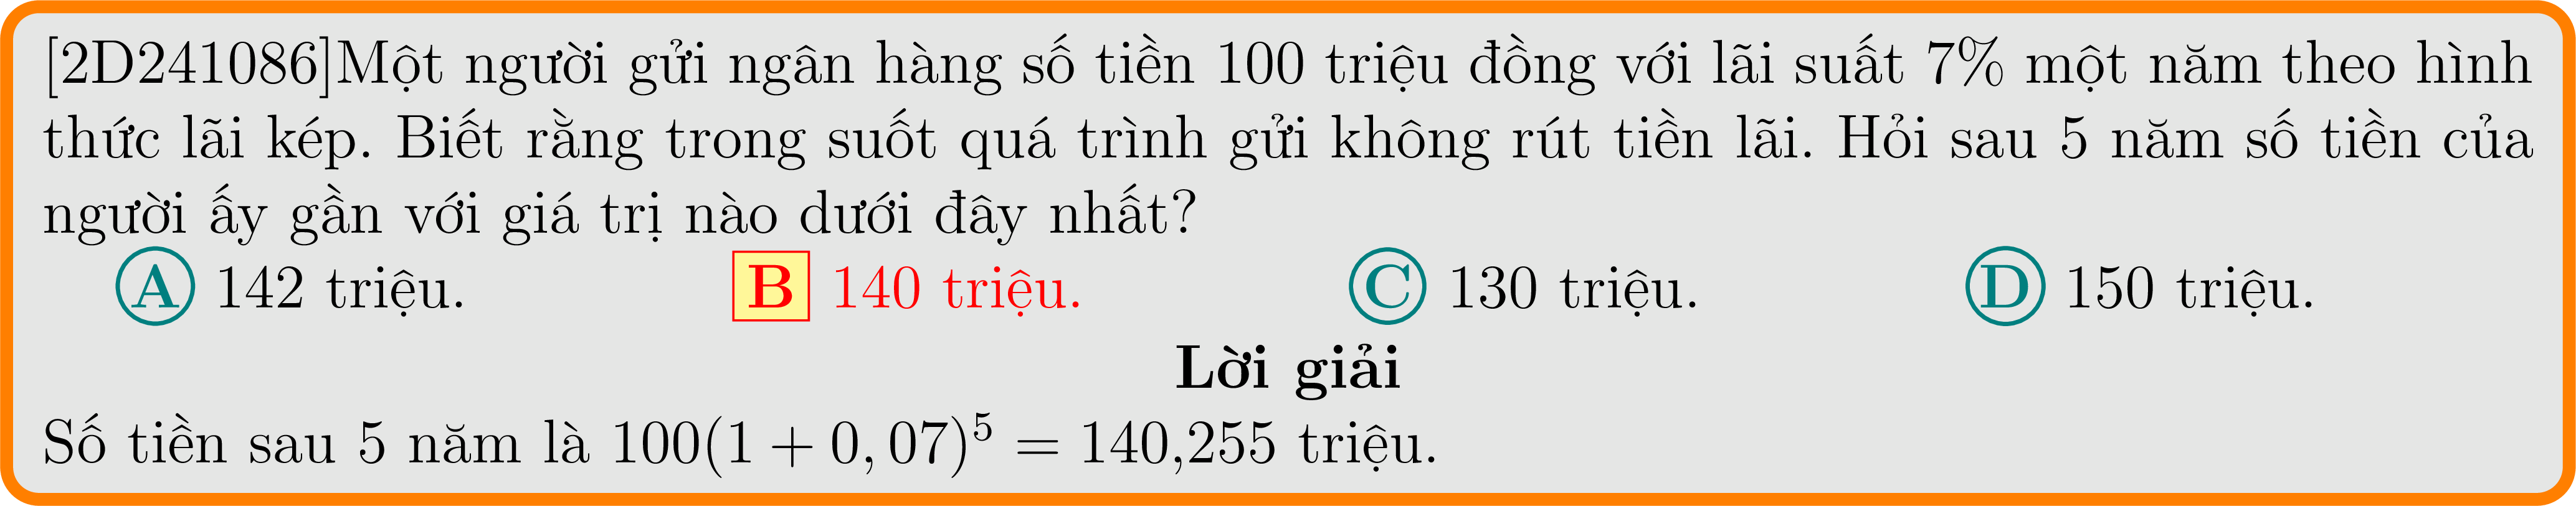 [2D241086]Một người gửi ngân hàng số tiền 100 triệu đồng với lãi suất 7% một năm theo hình
thức lãi kép. Biết rằng trong suốt quá trình gửi không rút tiền lãi. Hỏi sau 5 năm số tiền của
người ấy gần với giá trị nào dưới đây nhất?
A 142 triệu. B 140 triệu. C 130 triệu. D 150 triệu.
Lời giải
Số tiền sau 5 năm là 100(1 + 0, 07)⁵ = 140,255 triệu.